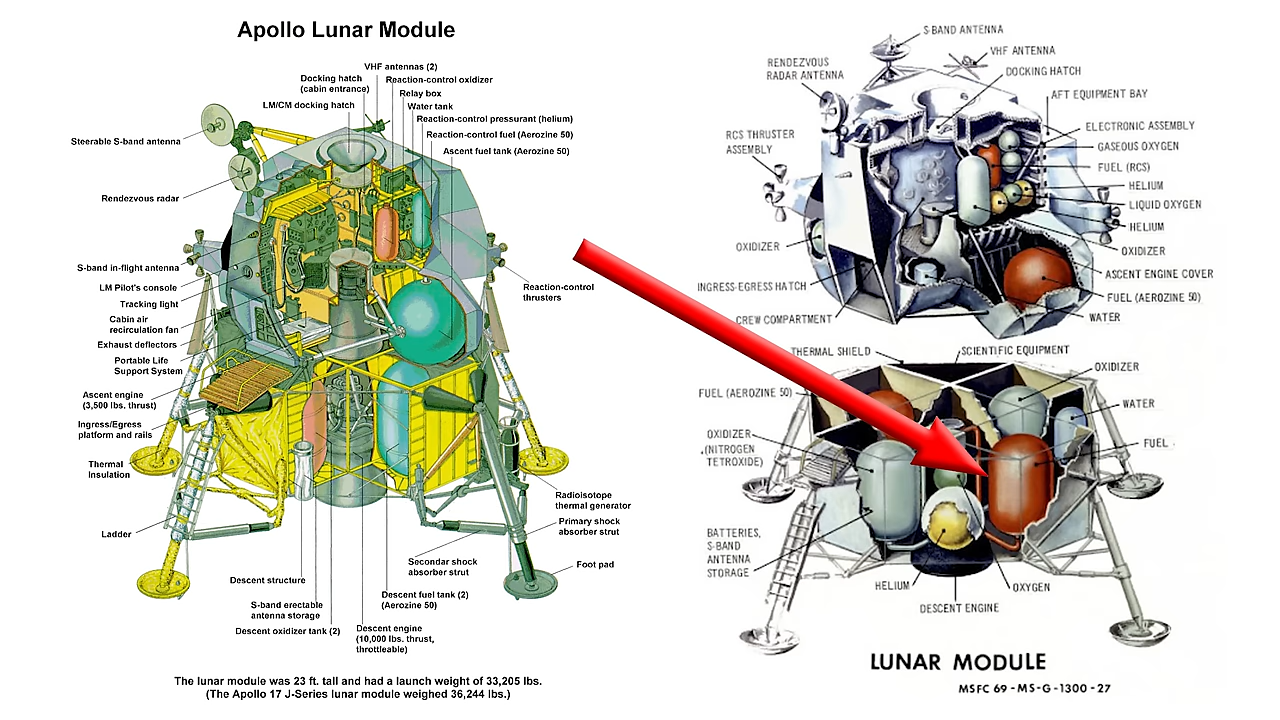 Apollo Lunar Module
VHF antennas (2)
Docking hatch
(cabin entrance)
Reaction-control oxidizer
Relay box
LM/CM docking hatch
Water tank
Reaction-control pressurant (helium)
Reaction-control fuel (Aerozine 50)
Ascent fuel tank (Aerozine 50)
Steerable S-band antenna
Rendezvous radar
S-band in-flight antenna
LM Pilot's console
Tracking light
Cabin air
recirculation fan
Exhaust deflectors
Portable Life
Support System
Ascent engine
(3,500 lbs. thrust)
Ingress/Egress
platform and rails
Thermal
Insulation
Ladder
Reaction-control
thrusters
Radioisotope
thermal generator
Primary shock
absorber strut
Secondar shock
absorber strut
Foot pad
Descent structure
Descent fuel tank (2)
(Aerozine 50)
S-band erectable
antenna storage
Descent oxidizer tank (2)
Descent engine
(10,000 lbs. thrust,
throttleable)
The lunar module was 23 ft. tall and had a launch weight of 33,205 lbs.
(The Apollo 17 J-Series lunar module weighed 36,244 lbs.)
S-BAND ANTENNA
VHF ANTENNA
RENDEZVOUS
RADAR ANTENNA
DOCKING HATCH
AFT EQUIPMENT BAY
RCS THRUSTER
ASSEMBLY
ELECTRONIC ASSEMBLY
GASEOUS OXYGEN
FUEL (RCS)
HELIUM
LIQUID OXYGEN
HELIUM
OXIDIZER
OXIDIZER
ASCENT ENGINE COVER
INGRESS-EGRESS HATCH
FUEL (AEROZINE 50)
CREW COMPARTMENT
WATER
THERMAL SHIELD
SCIENTIFIC EQUIPMENT
OXIDIZER
FUEL (AEROZINE 50)
WATER
OXIDIZER
(NITROGEN
TETROXIDE)
FUEL
BATTERIES,
S-BAND
ANTENNA
STORAGE
HELIUM
OXYGEN
DESCENT ENGINE
LUNAR MODULE
MSFC 69-MS-G-1300-27